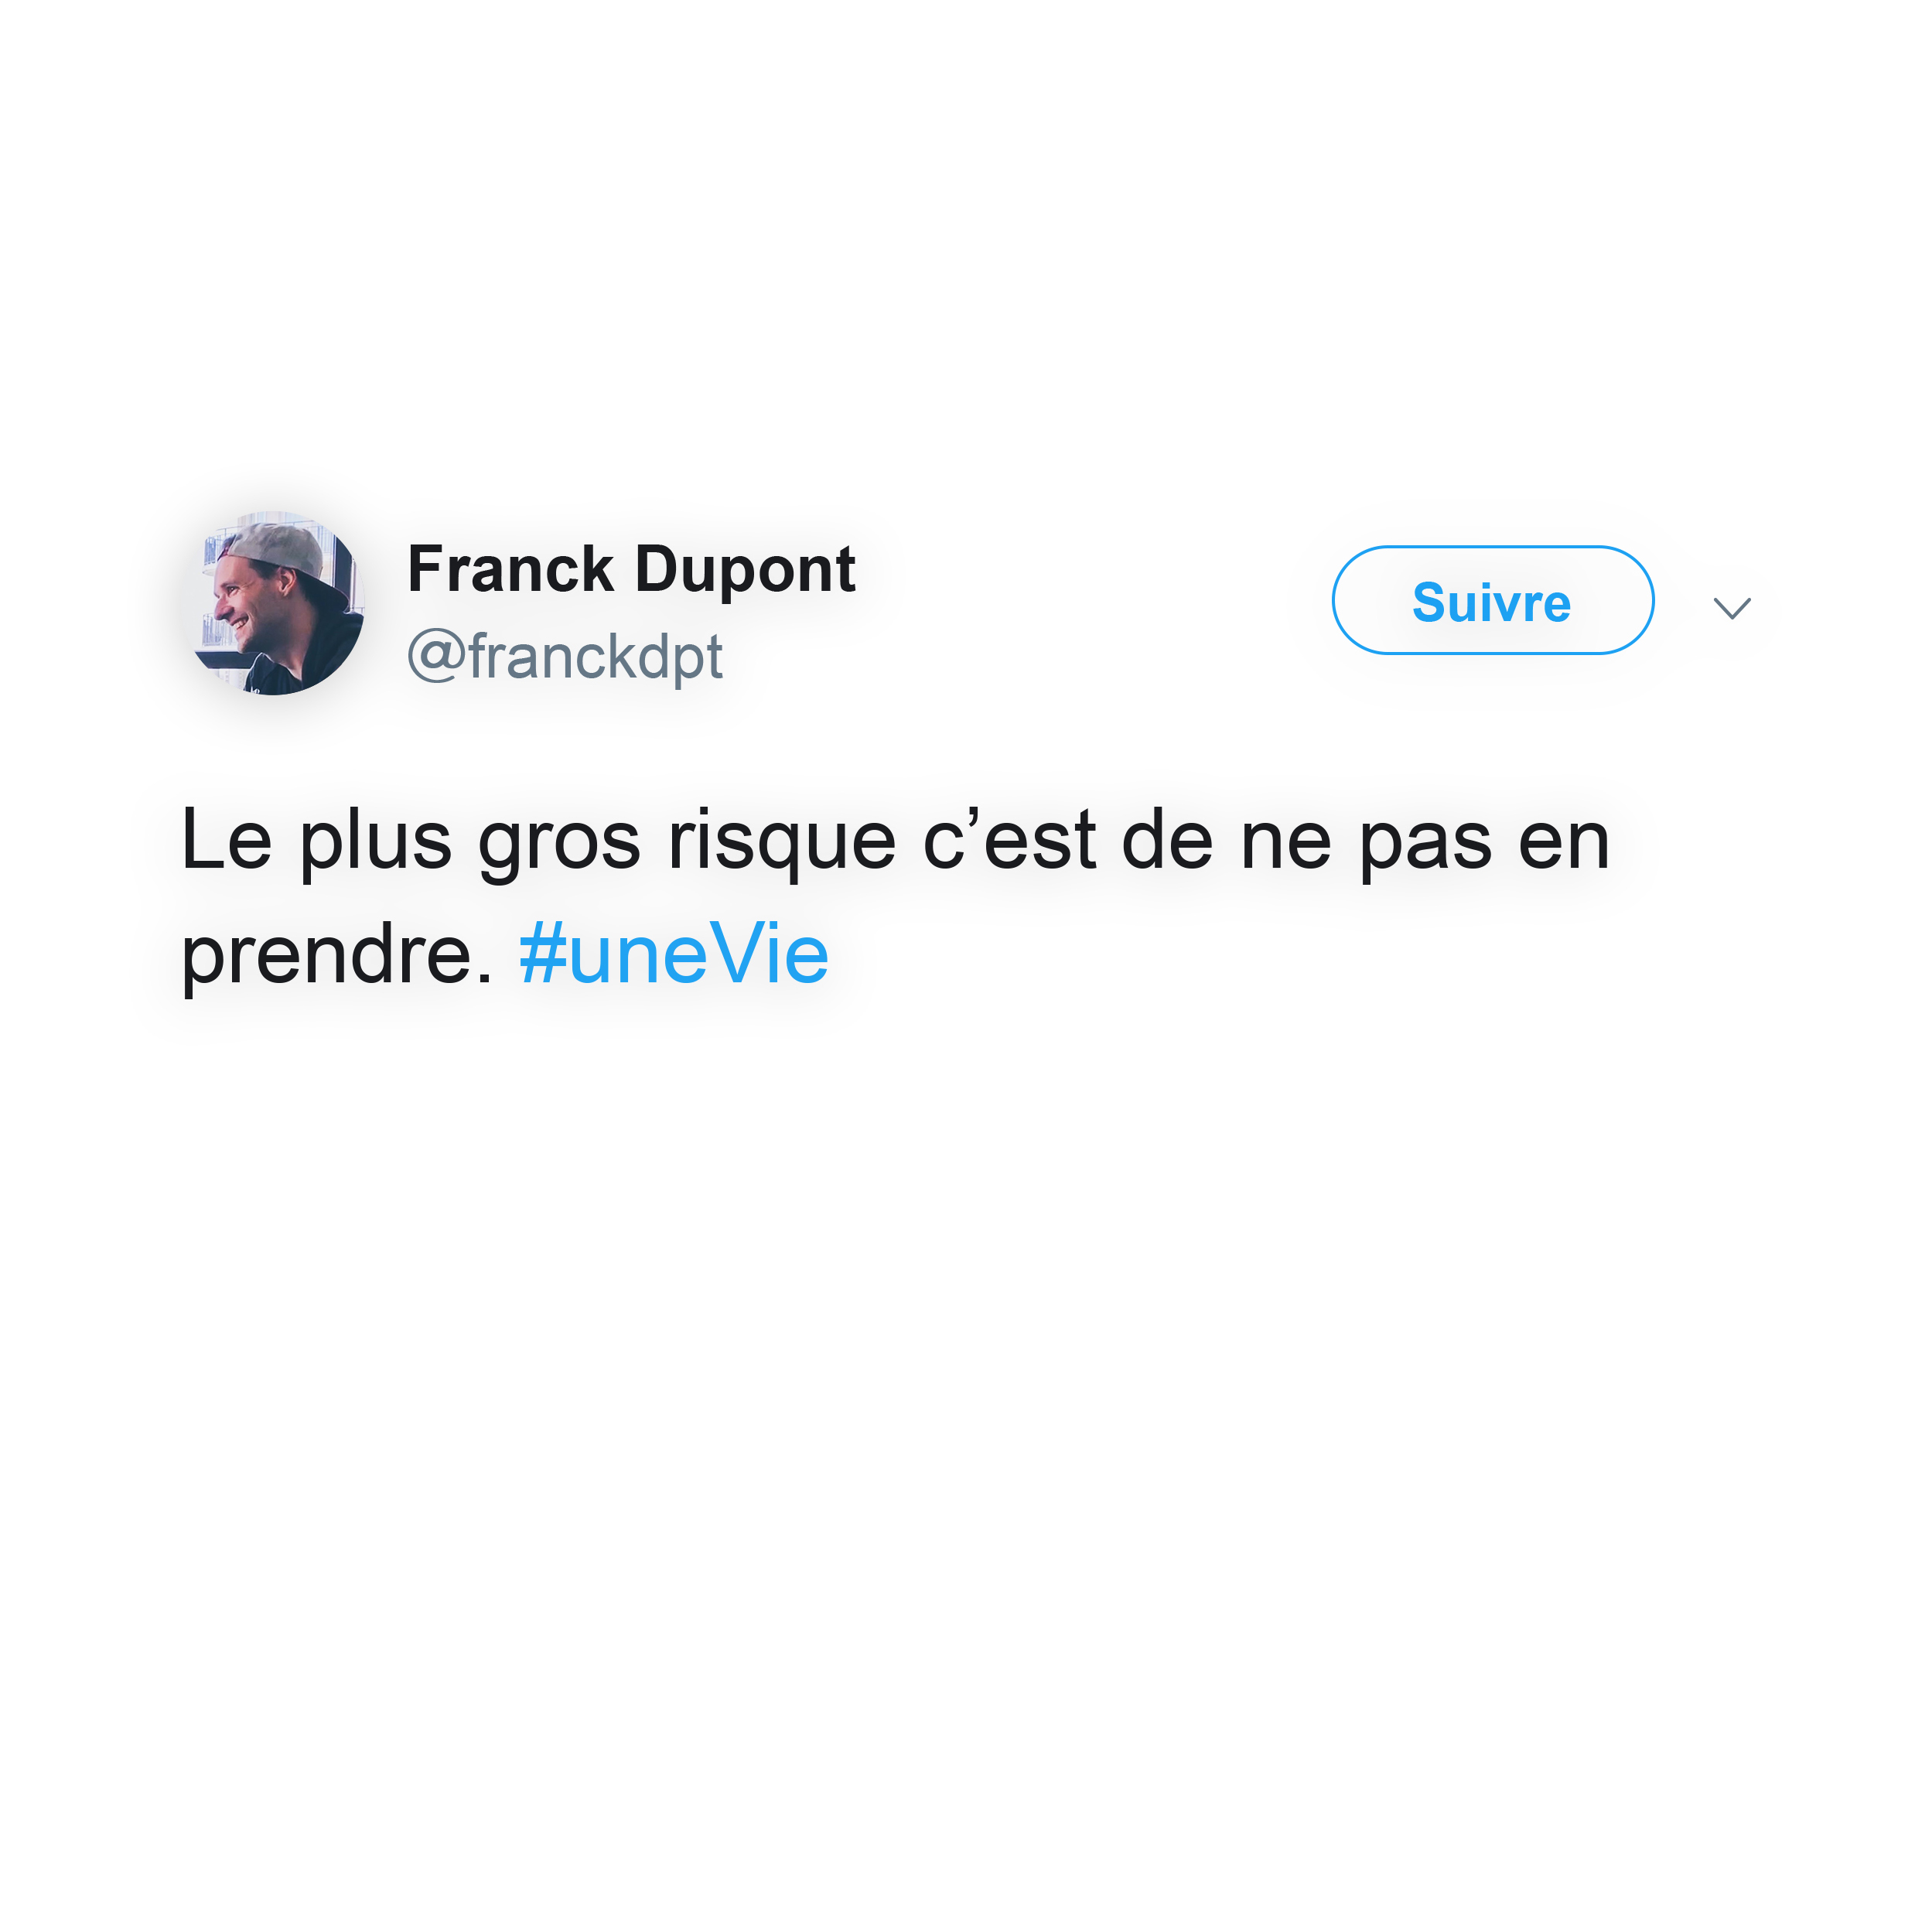 Franck Dupont
@franckdpt
Suivre
Le plus gros risque c’est de ne pas en
prendre. #uneVie